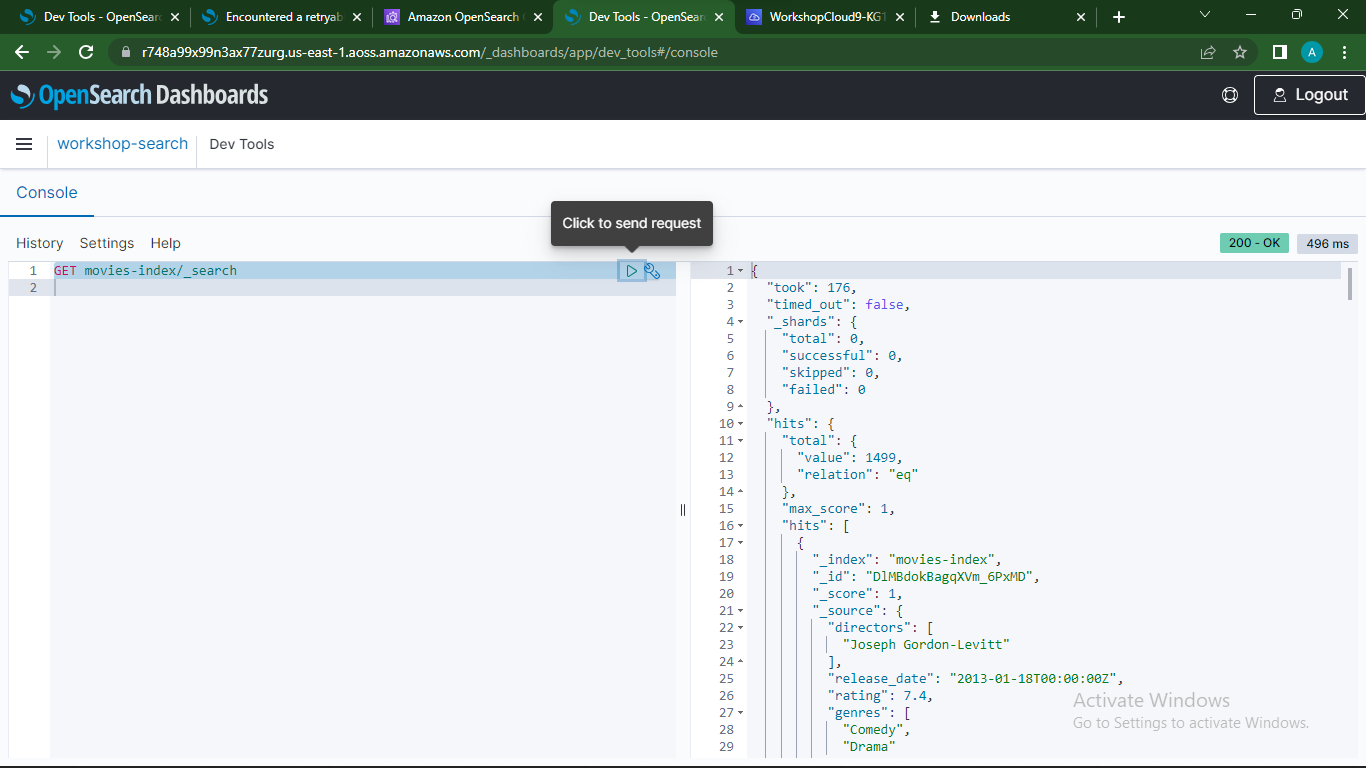 Dev Tools - OpenSear
Encountered a retryab
Amazon OpenSearch
Dev Tools - OpenSear
WorkshopCloud9-KG1
Downloads
r748a99x99n3ax77zurg.us-east-1.aoss.amazonaws.com/_dashboards/app/dev_tools#/console
A
OpenSearch Dashboards
Logout
workshop-search
Dev Tools
Console
Click to send request
History Settings Help
200 - OK
496 ms
1 GET movies-index/_search
2
1 {
2 "took": 176,
3 "timed_out": false,
4 "_shards": {
5 "total": 0,
6 "successful": 0,
7 "skipped": 0,
8 "failed": 0
9 },
10 "hits": {
11 "total": {
12 "value": 1499,
13 "relation": "eq"
14 },
15 "max_score": 1,
16 "hits": [
17 {
18 "_index": "movies-index",
19 "_id": "DlMBdokBagqXVm_6PxMD",
20 "_score": 1,
21 "_source": {
22 "directors": [
23 "Joseph Gordon-Levitt"
24 ],
25 "release_date": "2013-01-18T00:00:00Z",
26 "rating": 7.4,
27 "genres": [
28 "Comedy",
29 "Drama"
Activate Windows
Go to Settings to activate Windows.